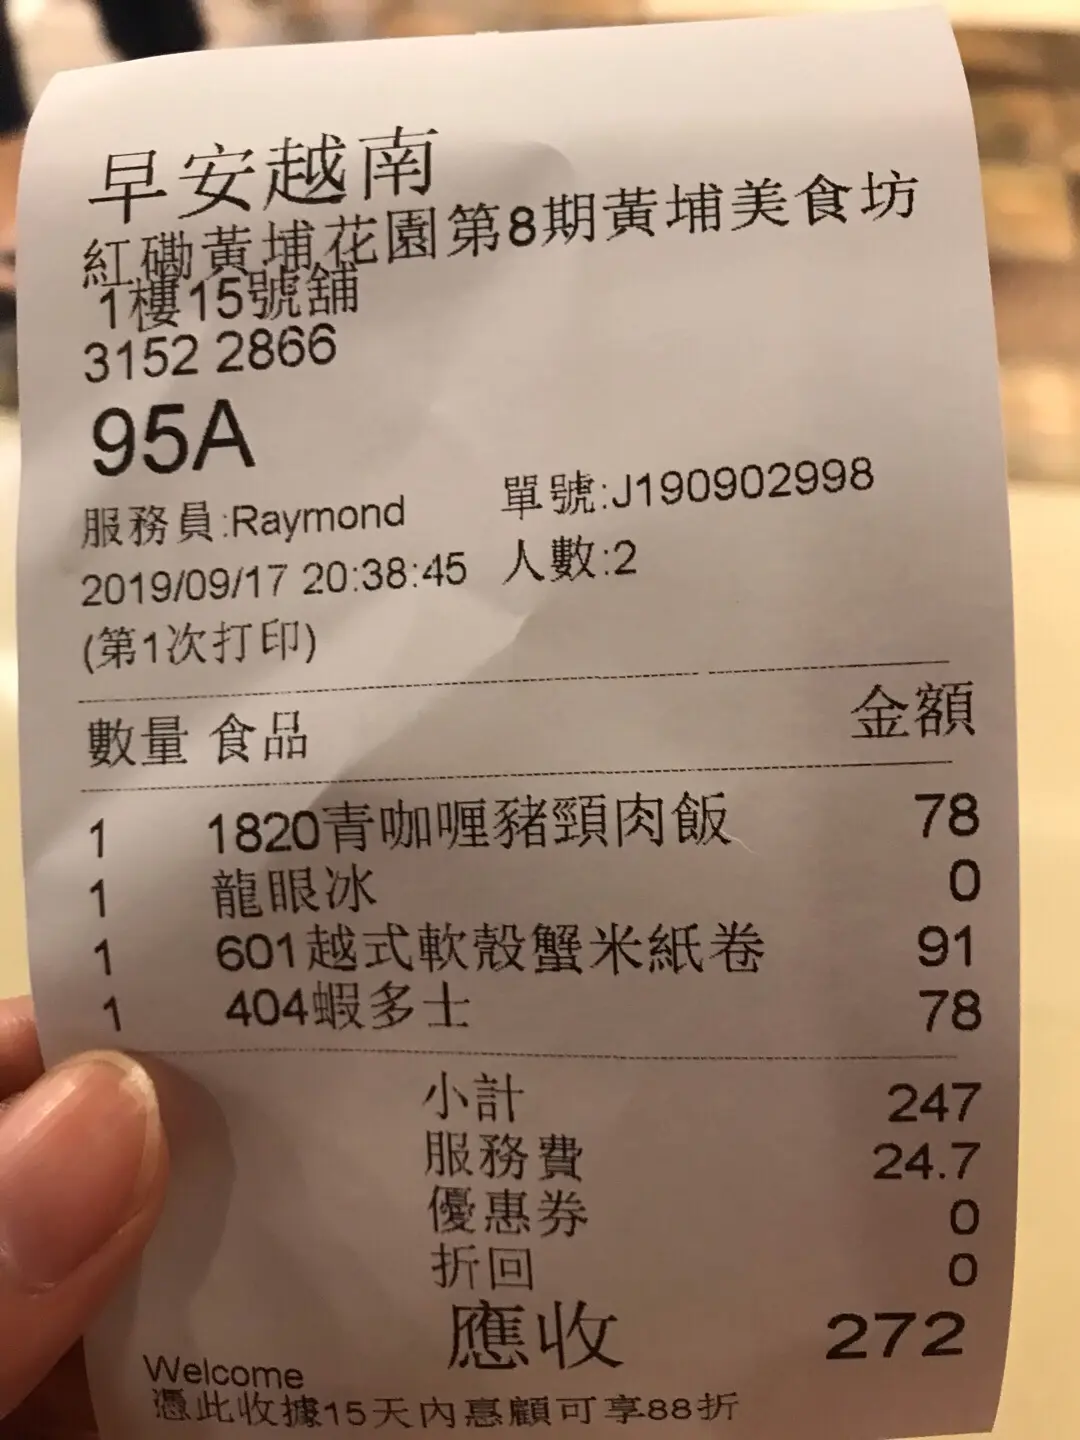 早安越南
紅磡黃埔花園第8期黃埔美食坊
1樓15號舖
3152 2866
95A
服務員:Raymond 單號:J190902998
2019/09/17 20:38:45 人數:2
(第1次打印)
數量 食品 金額
1 1820青咖喱豬頸肉飯 78
1 龍眼冰 0
1 601越式軟殼蟹米紙卷 91
1 404蝦多士 78
小計 247
服務費 24.7
優惠券 0
折回 0
應收 272
Welcome
憑此收據15天內惠顧可享88折